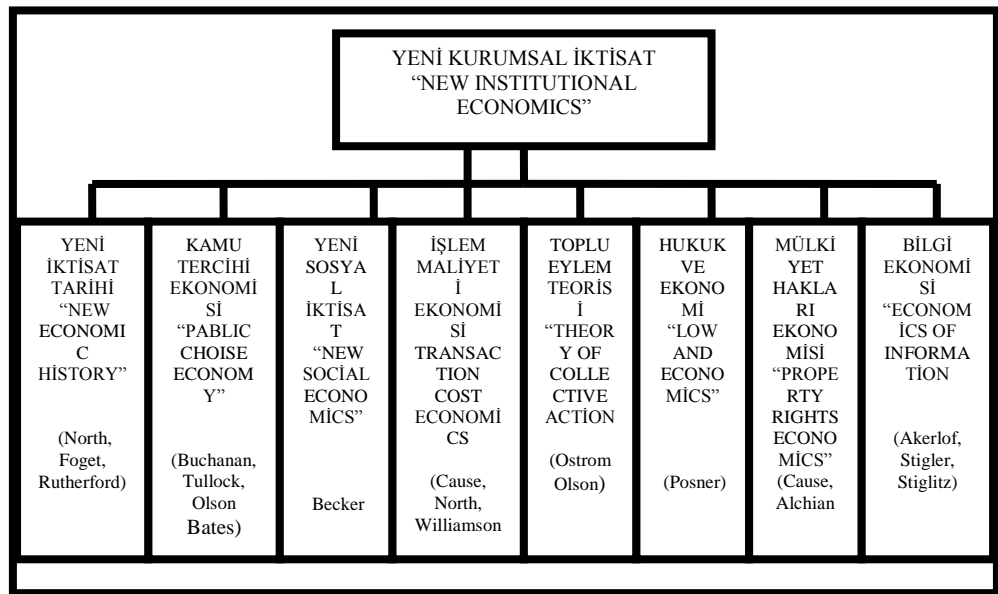 YENİ KURUMSAL İKTİSAT
“NEW INSTITUTIONAL
ECONOMICS”
YENİ
İKTİSAT
TARİHİ
“NEW
ECONOMI
C
HİSTORY”
(North,
Foget,
Rutherford)
KAMU
TERCİHİ
EKONOMİ
Sİ
“PABLIC
CHOISE
ECONOM
Y”
(Buchanan,
Tullock,
Olson
Bates)
YENİ
SOSYA
L
İKTİSA
T
“NEW
SOCİAL
ECONO
MİCS”
Becker
İŞLEM
MALİYET
İ
EKONOMİ
Sİ
TRANSAC
TION
COST
ECONOMİ
CS
(Cause,
North,
Williamson
TOPLU
EYLEM
TEORİS
İ
“THEOR
Y OF
COLLE
CTIVE
ACTION
(Ostrom
Olson)
HUKUK
VE
EKONO
Mİ
“LOW
AND
ECONO
MİCS”
(Posner)
MÜLKİ
YET
HAKLA
RI
EKONO
MİSİ
“PROPE
RTY
RIGHTS
ECONO
MİCS”
(Cause,
Alchian
BİLGİ
EKONOMİ
Sİ
“ECONOM
İCS OF
INFORMA
TİON
(Akerlof,
Stigler,
Stiglitz)